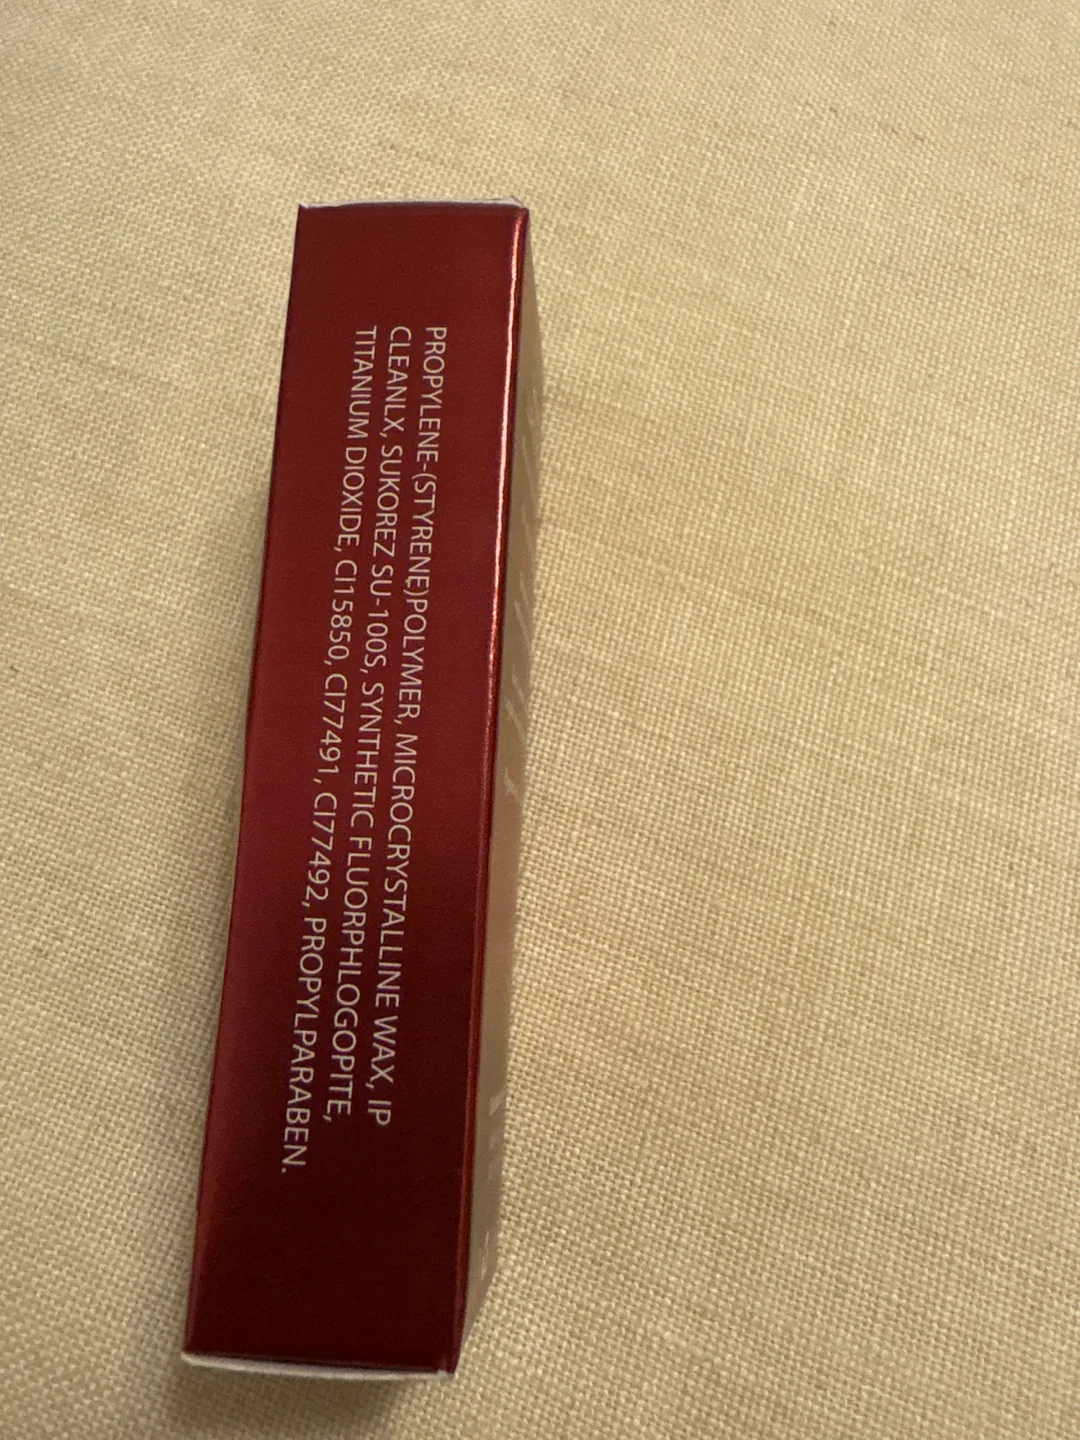 PROPYLENE-(STYRENE)POLYMER, MICROCRYSTALLINE WAX, IP
CLEANLX, SUKOREZ SU-100S, SYNTHETIC FLUORPHLOGOPITE,
TITANIUM DIOXIDE, CI15850, CI77491, CI77492, PROPYLPARABEN.